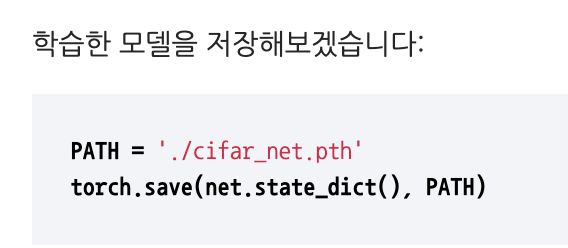 학습한 모델을 저장해보겠습니다:
PATH = './cifar_net.pth'
torch.save(net.state_dict(), PATH)